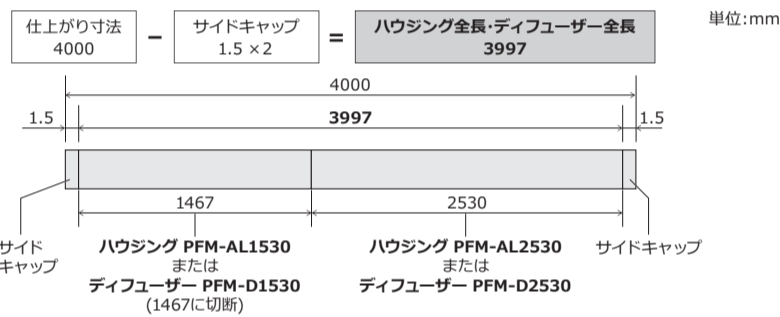 単位:mm
仕上がり寸法
4000
−
サイドキャップ
1.5 ×2
=
ハウジング全長・ディフューザー全長
3997
4000
1.5
3997
1.5
1467
2530
サイド
キャップ
ハウジング PFM-AL1530
または
ディフューザー PFM-D1530
(1467に切断)
ハウジング PFM-AL2530
または
ディフューザー PFM-D2530
サイドキャップ